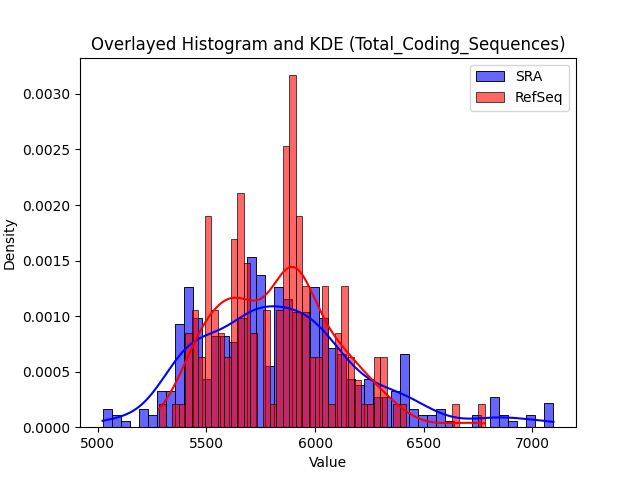 Overlayed Histogram and KDE (Total_Coding_Sequences)
SRA
RefSeq
Density
0.0030
0.0025
0.0020
0.0015
0.0010
0.0005
0.0000
5000 5500 6000 6500 7000
Value